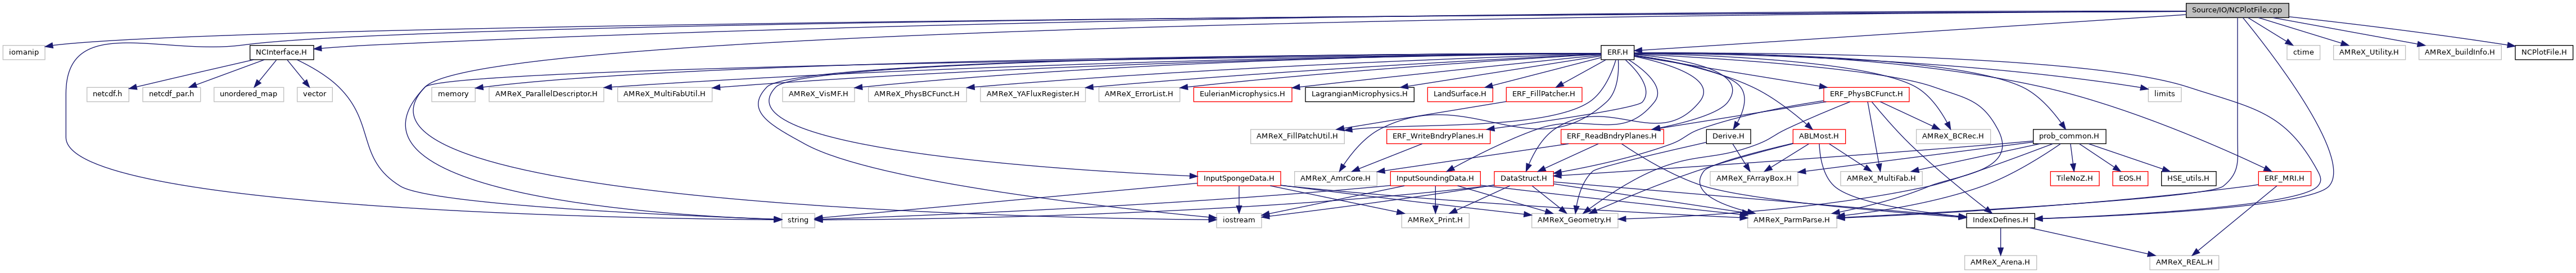 Source/IO/NCPlotFile.cpp
iomanip
NCInterface.H
ERF.H
ctime
AMReX_Utility.H
AMReX_buildInfo.H
NCPlotFile.H
netcdf.h
netcdf_par.h
unordered_map
vector
memory
AMReX_ParallelDescriptor.H
AMReX_MultiFabUtil.H
AMReX_VisMF.H
AMReX_PhysBCFunct.H
AMReX_YAFluxRegister.H
AMReX_ErrorList.H
EulerianMicrophysics.H
LagrangianMicrophysics.H
LandSurface.H
ERF_FillPatcher.H
ERF_PhysBCFunct.H
limits
AMReX_FillPatchUtil.H
ERF_WriteBndryPlanes.H
ERF_ReadBndryPlanes.H
Derive.H
ABLMost.H
AMReX_BCRec.H
prob_common.H
InputSpongeData.H
AMReX_AmrCore.H
InputSoundingData.H
DataStruct.H
AMReX_FArrayBox.H
AMReX_MultiFab.H
TileNoZ.H
EOS.H
HSE_utils.H
ERF_MRI.H
string
iostream
AMReX_Print.H
AMReX_Geometry.H
AMReX_ParmParse.H
IndexDefines.H
AMReX_Arena.H
AMReX_REAL.H